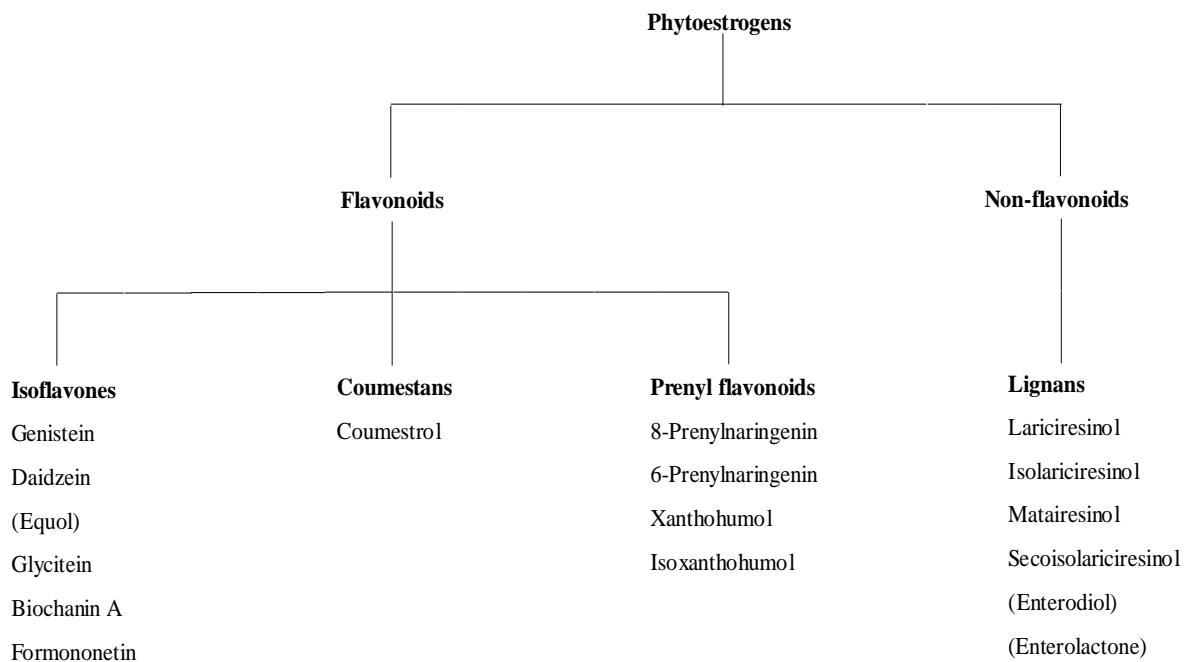 Phytoestrogens
Flavonoids
Non-flavonoids
Isoflavones
Genistein
Daidzein
(Equol)
Glycitein
Biochanin A
Formononetin
Coumestans
Coumestrol
Prenyl flavonoids
8-Prenylnaringenin
6-Prenylnaringenin
Xanthohumol
Isoxanthohumol
Lignans
Lariciresinol
Isolariciresinol
Matairesinol
Secoisolariciresinol
(Enterodiol)
(Enterolactone)